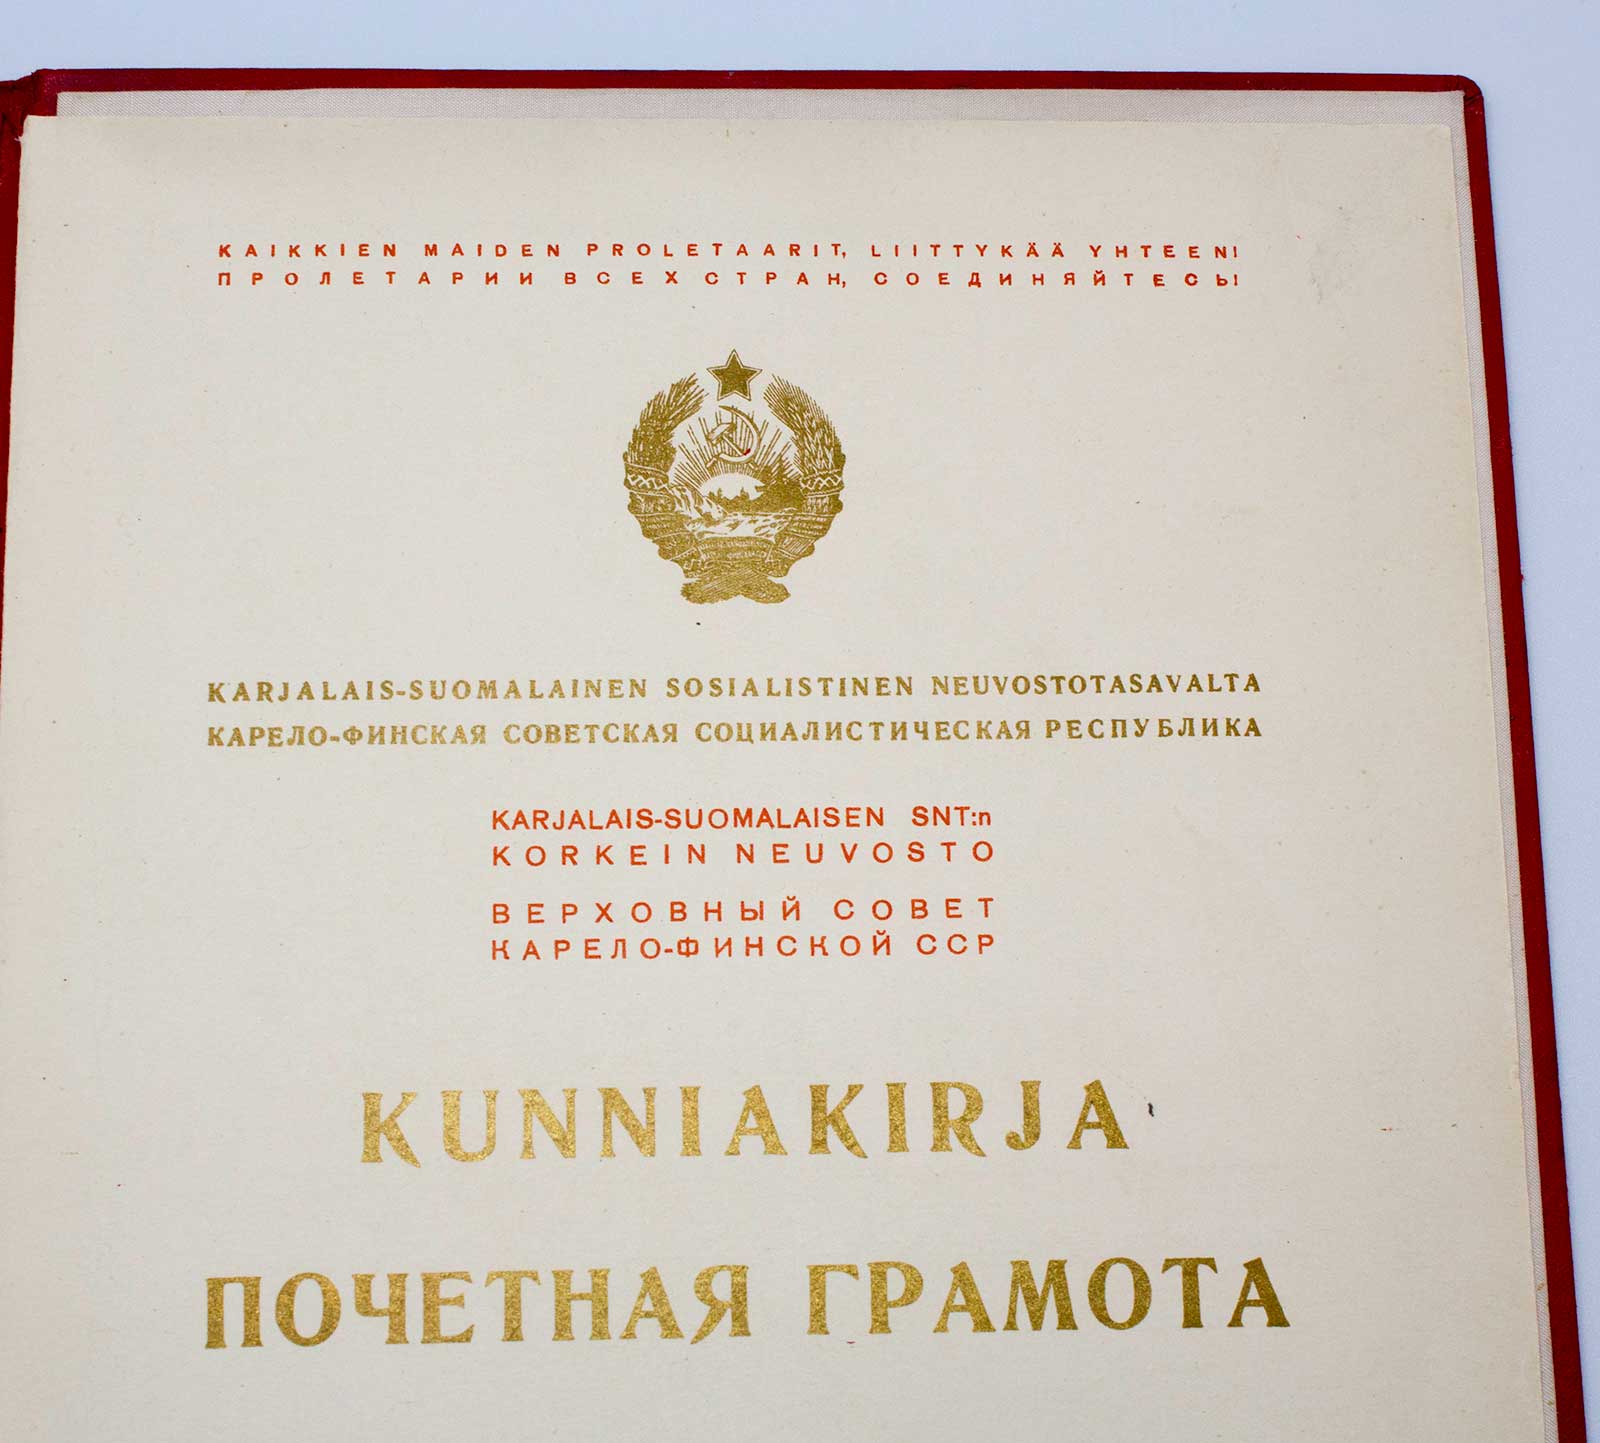 KAIKKIEN MAIDEN PROLETAARIT, LIITTYKÄÄ YHTEEN!
ПРОЛЕТАРИИ ВСЕХ СТРАН, СОЕДИНЯЙТЕСЬ!
KARJALAIS-SUOMALAINEN SOSIALISTINEN NEUVOSTOTASAVALTA
КАРЕЛО-ФИНСКАЯ СОВЕТСКАЯ СОЦИАЛИСТИЧЕСКАЯ РЕСПУБЛИКА
KARJALAIS-SUOMALAISEN SNT:n
KORKEIN NEUVOSTO
ВЕРХОВНЫЙ СОВЕТ
КАРЕЛО-ФИНСКОЙ ССР
KUNNIAKIRJA
ПОЧЕТНАЯ ГРАМОТА